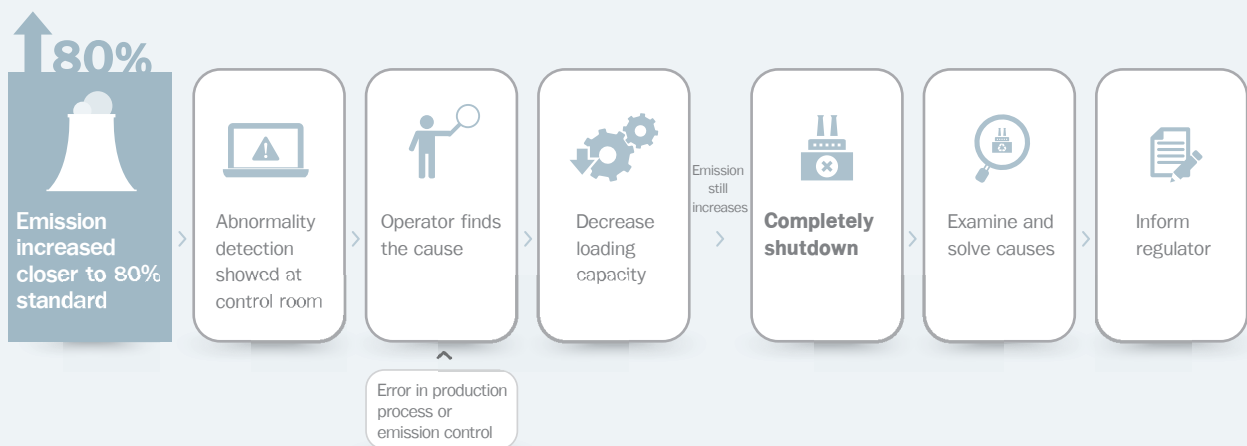 80%
Emission
increased
closer to 80%
standard
Abnormality
detection
showed at
control room
Operator finds
the cause
Error in production
process or
emission control
Decrease
loading
capacity
Emission
still
increases
Completely
shutdown
Examine and
solve causes
Inform
regulator